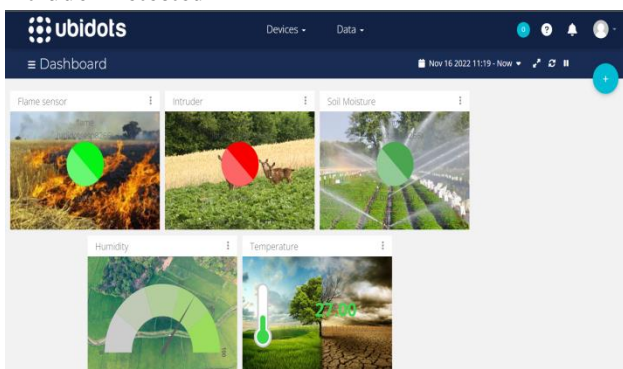 ubidots
Devices
Data
0
?
Dashboard
Nov 16 2022 11:19 - Now
+
Flame sensor
Intruder
Soil Moisture
Humidity
Temperature
27.00